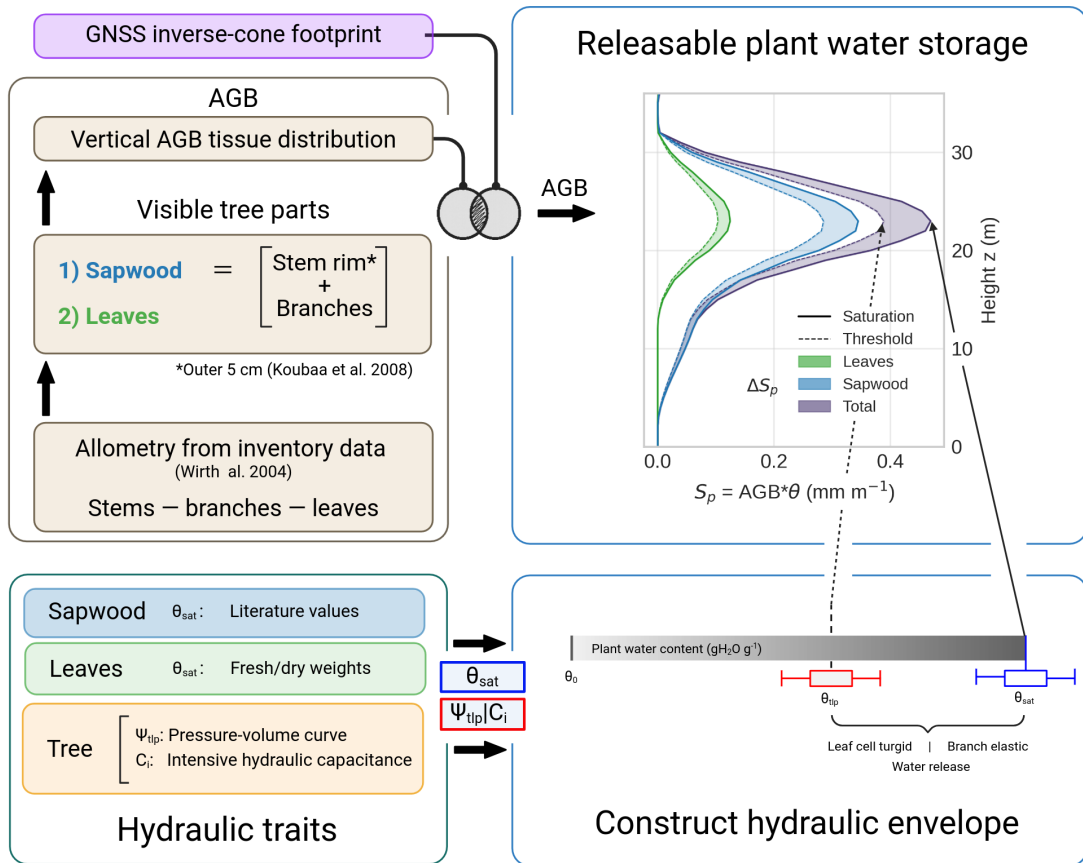 GNSS inverse-cone footprint
AGB
Vertical AGB tissue distribution
Visible tree parts
1) Sapwood = [Stem rim*
+
Branches]
2) Leaves
*Outer 5 cm (Koubaa et al. 2008)
Allometry from inventory data
(Wirth al. 2004)
Stems — branches — leaves
AGB
Releasable plant water storage
30
20
10
0
Height z (m)
Saturation
Threshold
Leaves
ΔSₚ
Sapwood
Total
0.0 0.2 0.4
Sₚ = AGB*θ (mm m⁻¹)
Sapwood θsat: Literature values
Leaves θsat: Fresh/dry weights
Tree
Ψtlp: Pressure-volume curve
Cᵢ: Intensive hydraulic capacitance
Hydraulic traits
θsat
Ψtlp|Cᵢ
Plant water content (gH₂O g⁻¹)
θ₀
θtlp
θsat
Leaf cell turgid | Branch elastic
Water release
Construct hydraulic envelope